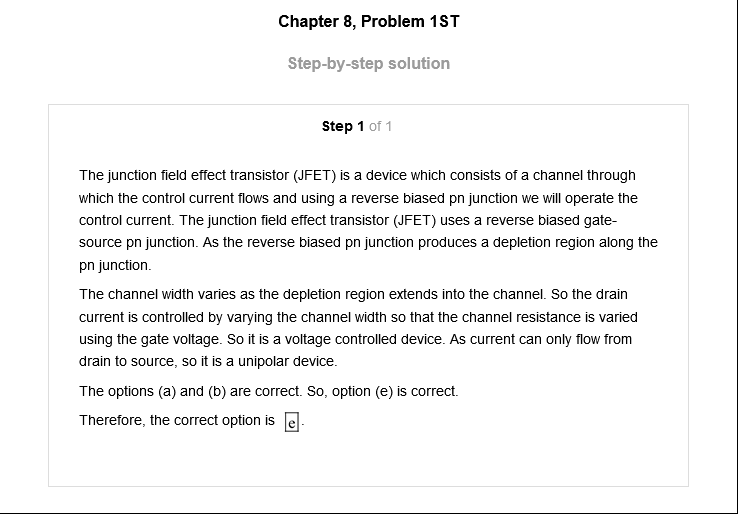 Chapter 8, Problem 1ST
Step-by-step solution
Step 1 of 1
The junction field effect transistor (JFET) is a device which consists of a channel through
which the control current flows and using a reverse biased pn junction we will operate the
control current. The junction field effect transistor (JFET) uses a reverse biased gate-
source pn junction. As the reverse biased pn junction produces a depletion region along the
pn junction.
The channel width varies as the depletion region extends into the channel. So the drain
current is controlled by varying the channel width so that the channel resistance is varied
using the gate voltage. So it is a voltage controlled device. As current can only flow from
drain to source, so it is a unipolar device.
The options (a) and (b) are correct. So, option (e) is correct.
Therefore, the correct option is e.